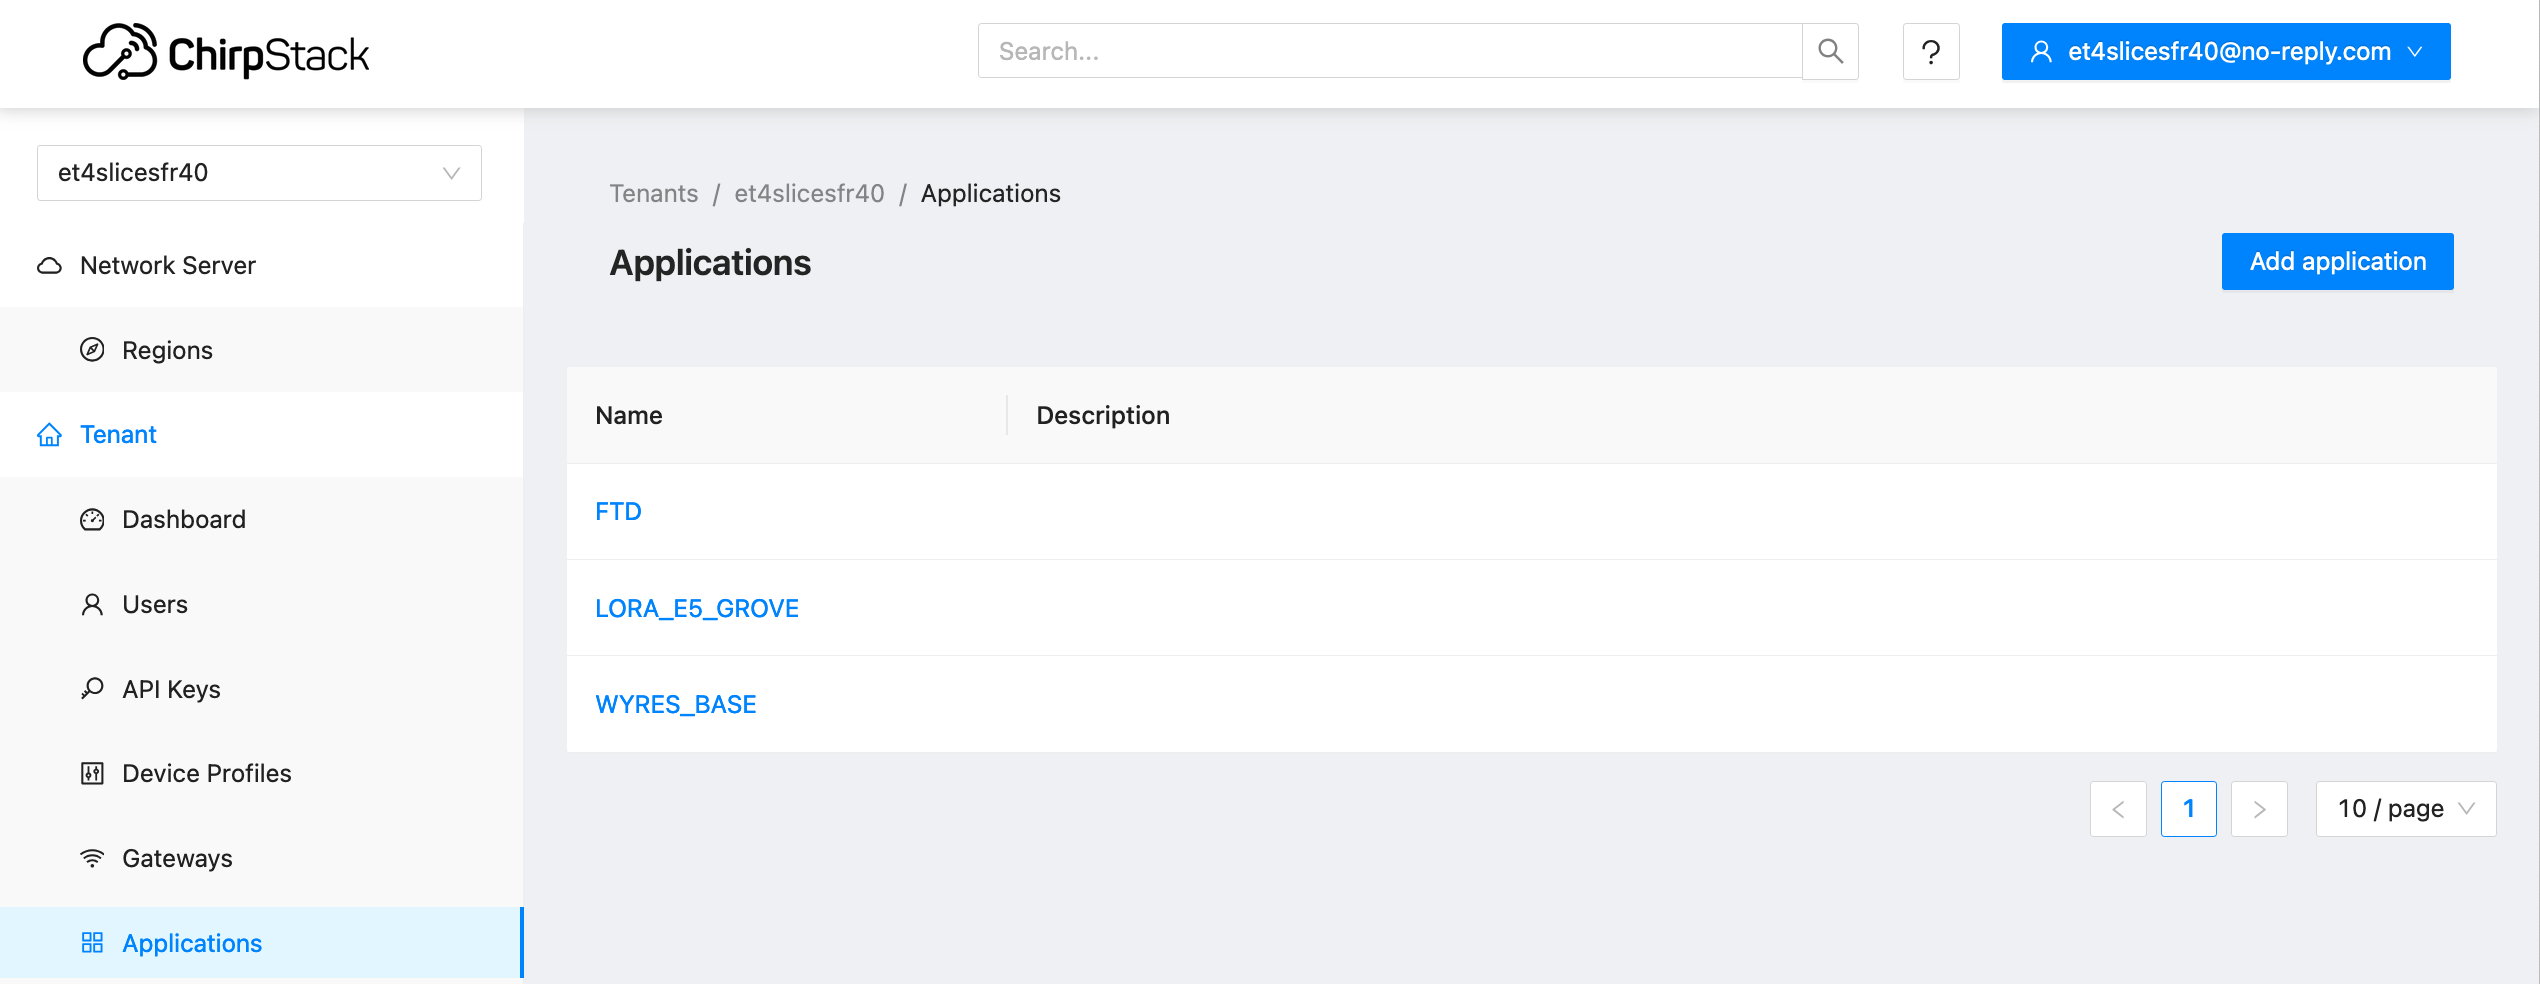 ChirpStack
Search...
?
et4slicesfr40@no-reply.com
et4slicesfr40
Network Server
Regions
Tenant
Dashboard
Users
API Keys
Device Profiles
Gateways
Applications
Tenants / et4slicesfr40 / Applications
Applications
Add application
Name Description
FTD
LORA_E5_GROVE
WYRES_BASE
< 1 > 10 / page